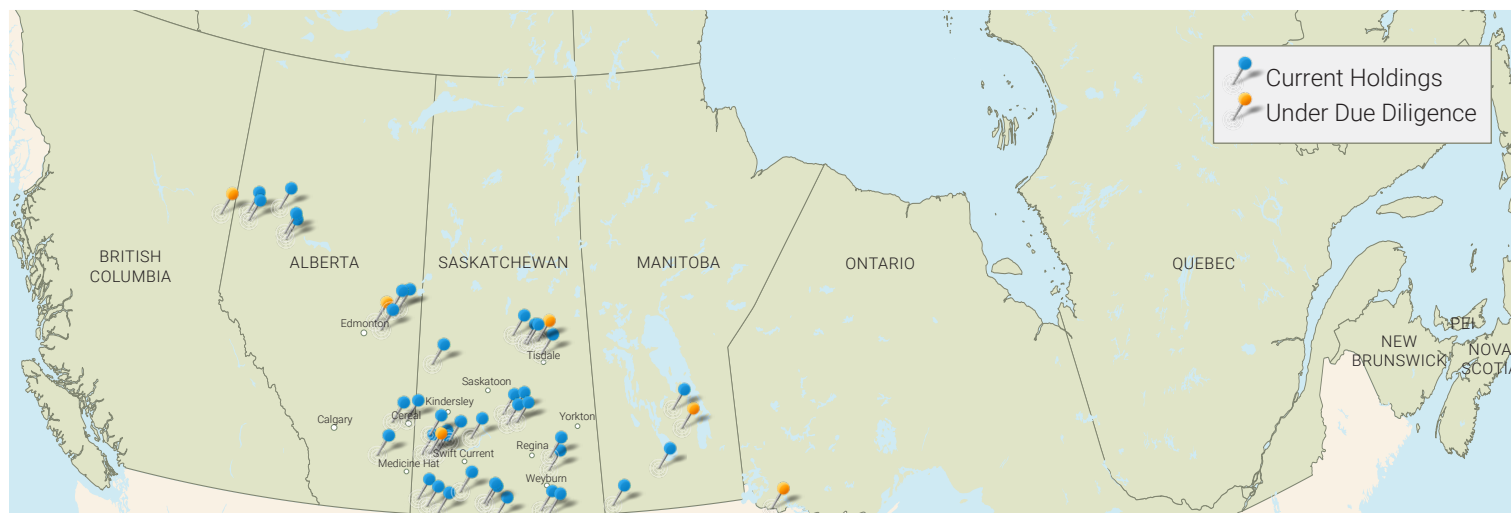 Current Holdings
Under Due Diligence
BRITISH
COLUMBIA
ALBERTA
SASKATCHEWAN
MANITOBA
ONTARIO
QUEBEC
Edmonton
PEI
NEW
BRUNSWICK
NOVA
SCOTIA
Tisdale
Saskatoon
Kindersley
Cereal
Calgary
Yorkton
Regina
Swift Current
Medicine Hat
Weyburn